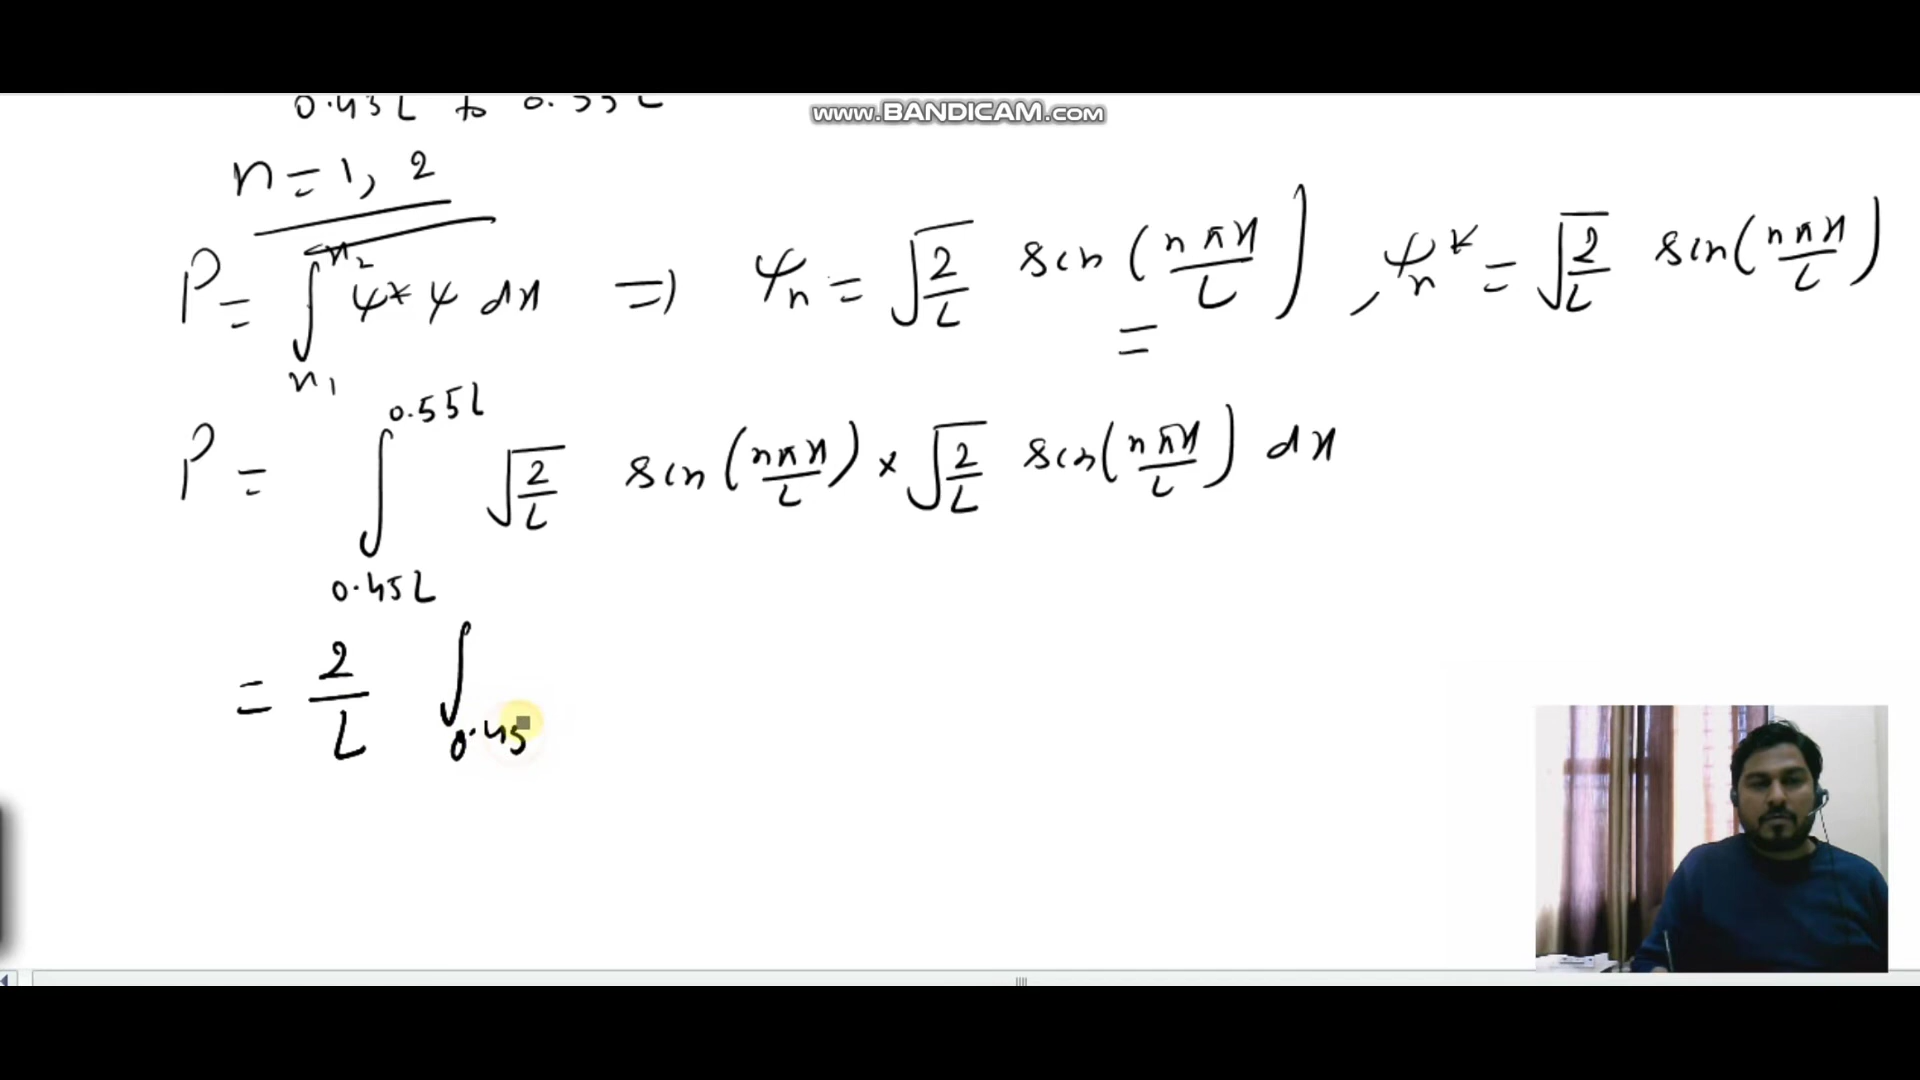 0.45L to 0.55L
www.BANDICAM.com
n = 1, 2
P = ∫_{x1}^{x2} ψ* ψ dx ⇒ ψn = √(2/L) sin(nπx/L), ψn* = √(2/L) sin(nπx/L)
P = ∫_{0.45L}^{0.55L} √(2/L) sin(nπx/L) × √(2/L) sin(nπx/L) dx
= 2/L ∫_{0.45}